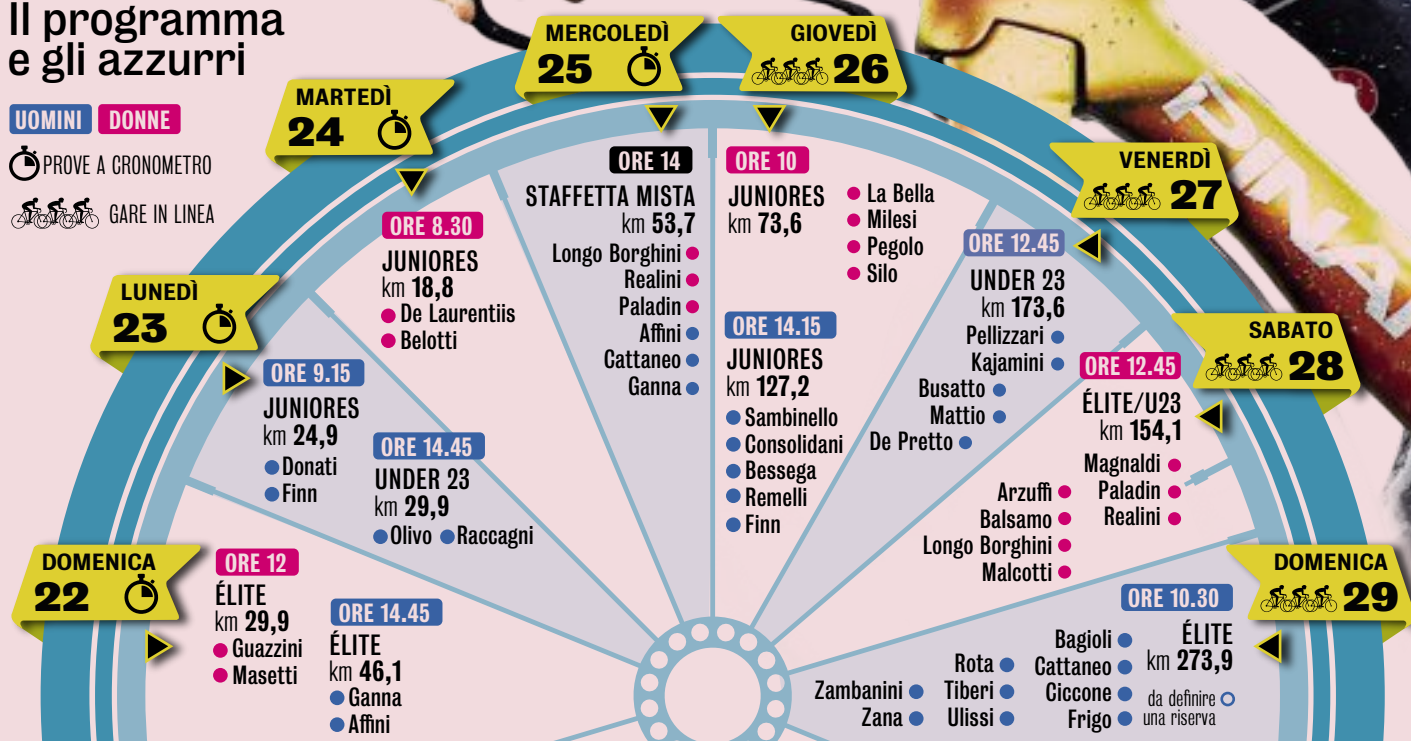 Il programma
e gli azzurri
UOMINI DONNE
PROVE A CRONOMETRO
GARE IN LINEA
DOMENICA
22
ORE 12
ÉLITE
km 29,9
Guazzini
Masetti
ORE 14.45
ÉLITE
km 46,1
Ganna
Affini
LUNEDÌ
23
ORE 9.15
JUNIORES
km 24,9
Donati
Finn
ORE 14.45
UNDER 23
km 29,9
Olivo Raccagni
MARTEDÌ
24
ORE 8.30
JUNIORES
km 18,8
De Laurentiis
Belotti
MERCOLEDÌ
25
ORE 14
STAFFETTA MISTA
km 53,7
Longo Borghini
Realini
Paladin
Affini
Cattaneo
Ganna
GIOVEDÌ
26
ORE 10
JUNIORES
km 73,6
La Bella
Milesi
Pegolo
Silo
ORE 14.15
JUNIORES
km 127,2
Sambinello
Consolidani
Bessega
Remelli
Finn
VENERDÌ
27
ORE 12.45
UNDER 23
km 173,6
Pellizzari
Kajamini
Busatto
Mattio
De Pretto
SABATO
28
ORE 12.45
ÉLITE/U23
km 154,1
Magnaldi
Paladin
Realini
Arzuffi
Balsamo
Longo Borghini
Malcotti
DOMENICA
29
ORE 10.30
ÉLITE
km 273,9
Bagioli
Cattaneo
Ciccone
Frigo
Rota
Tiberi
Ulissi
Zambanini
Zana
da definire
una riserva
PINA